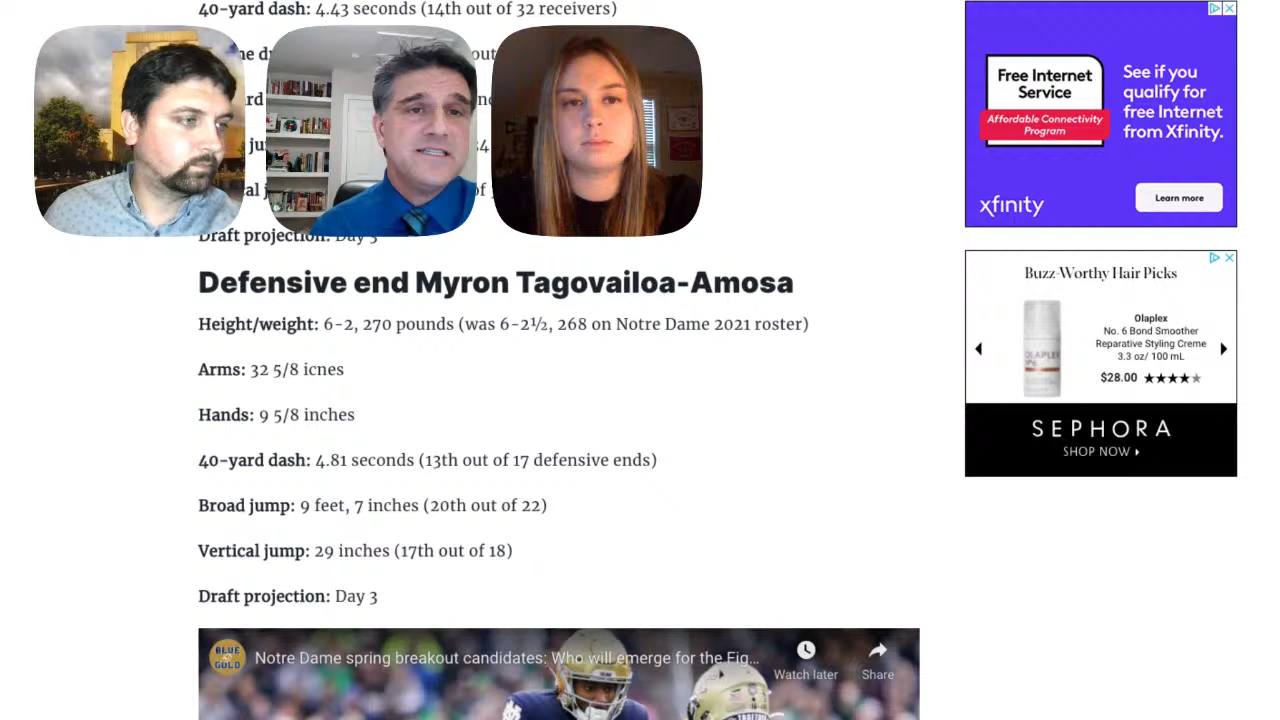 40-yard dash: 4.43 seconds (14th out of 32 receivers)
Draft projection: Day 3
Defensive end Myron Tagovailoa-Amosa
Height/weight: 6-2, 270 pounds (was 6-2½, 268 on Notre Dame 2021 roster)
Arms: 32 5/8 icnes
Hands: 9 5/8 inches
40-yard dash: 4.81 seconds (13th out of 17 defensive ends)
Broad jump: 9 feet, 7 inches (20th out of 22)
Vertical jump: 29 inches (17th out of 18)
Draft projection: Day 3
BLUE
GOLD
Notre Dame spring breakout candidates: Who will emerge for the Fig...
Watch later
Share
Free Internet
Service
Affordable Connectivity
Program
See if you
qualify for
free Internet
from Xfinity.
xfinity
Learn more
Buzz-Worthy Hair Picks
Olaplex
No. 6 Bond Smoother
Reparative Styling Creme
3.3 oz/ 100 mL
$28.00
OLAPLEX
SEPHORA
SHOP NOW